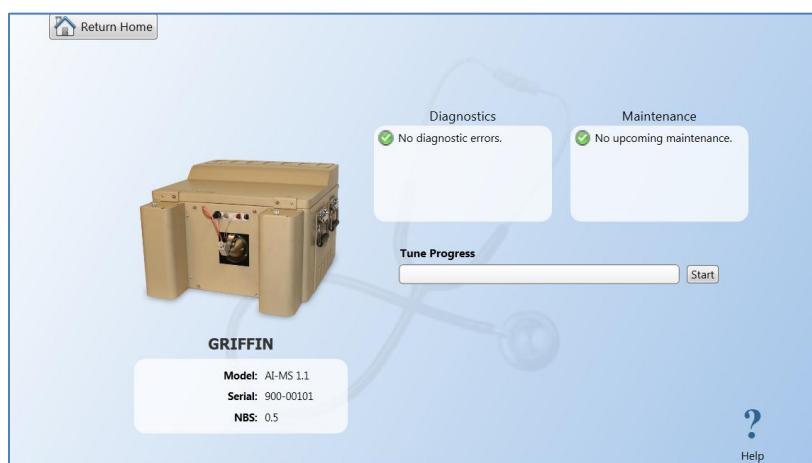 Return Home
Diagnostics
No diagnostic errors.
Maintenance
No upcoming maintenance.
Tune Progress
Start
GRIFFIN
Model: AI-MS 1.1
Serial: 900-00101
NBS: 0.5
?
Help